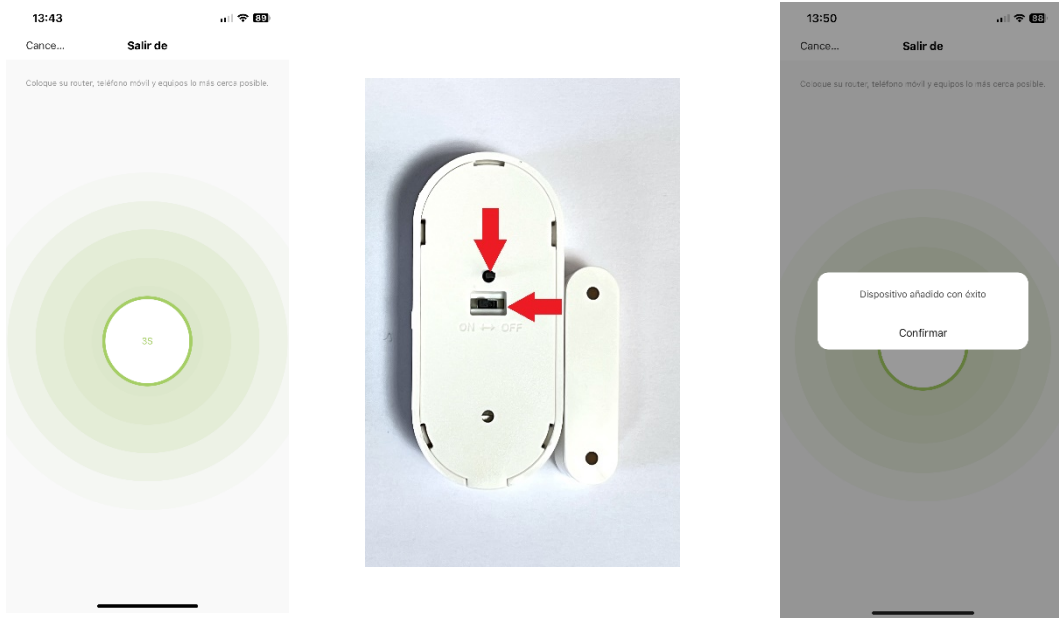 13:43
89
Cance...
Salir de
Coloque su router, teléfono móvil y equipos lo más cerca posible.
3S
ON ↔ OFF
13:50
88
Cance...
Salir de
Coloque su router, teléfono móvil y equipos lo más cerca posible.
Dispositivo añadido con éxito
Confirmar